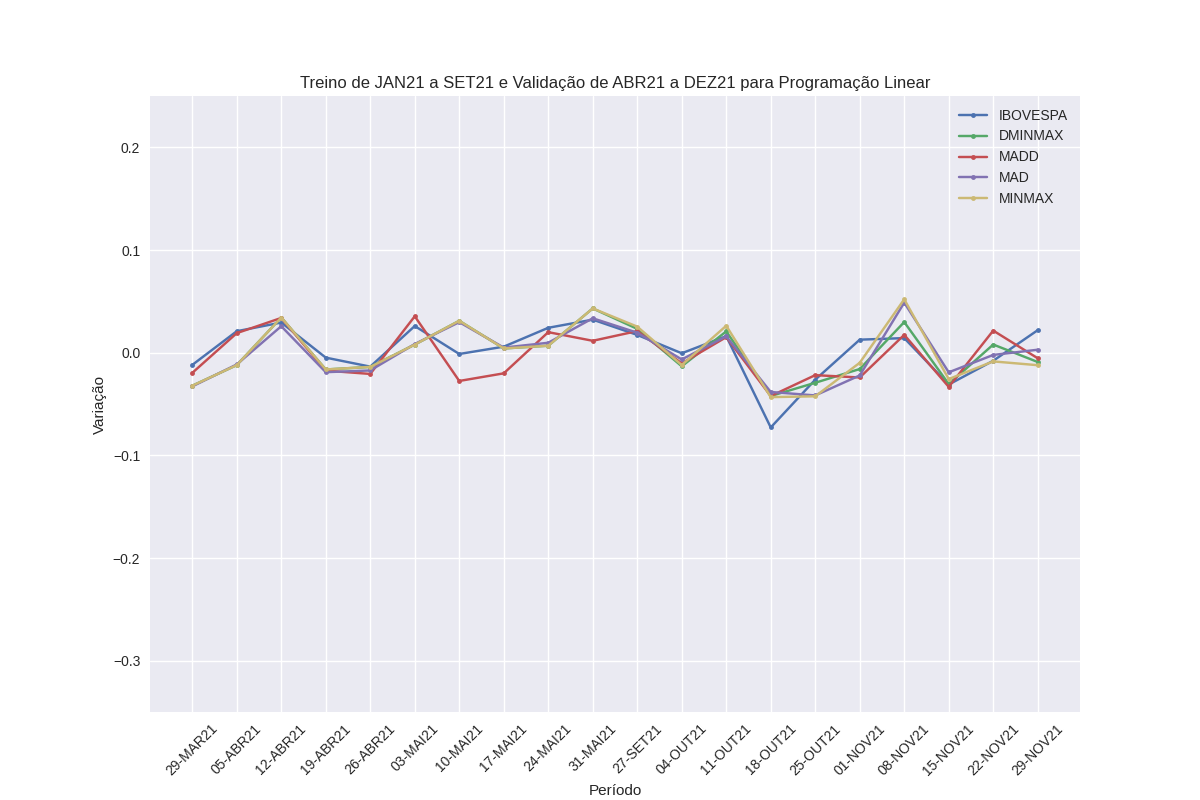 Treino de JAN21 a SET21 e Validação de ABR21 a DEZ21 para Programação Linear
IBOVESPA
DMINMAX
MADD
MAD
MINMAX
0.2
0.1
0.0
−0.1
−0.2
−0.3
Variação
29-MAR21
05-ABR21
12-ABR21
19-ABR21
26-ABR21
03-MAI21
10-MAI21
17-MAI21
24-MAI21
31-MAI21
27-SET21
04-OUT21
11-OUT21
18-OUT21
25-OUT21
01-NOV21
08-NOV21
15-NOV21
22-NOV21
29-NOV21
Período